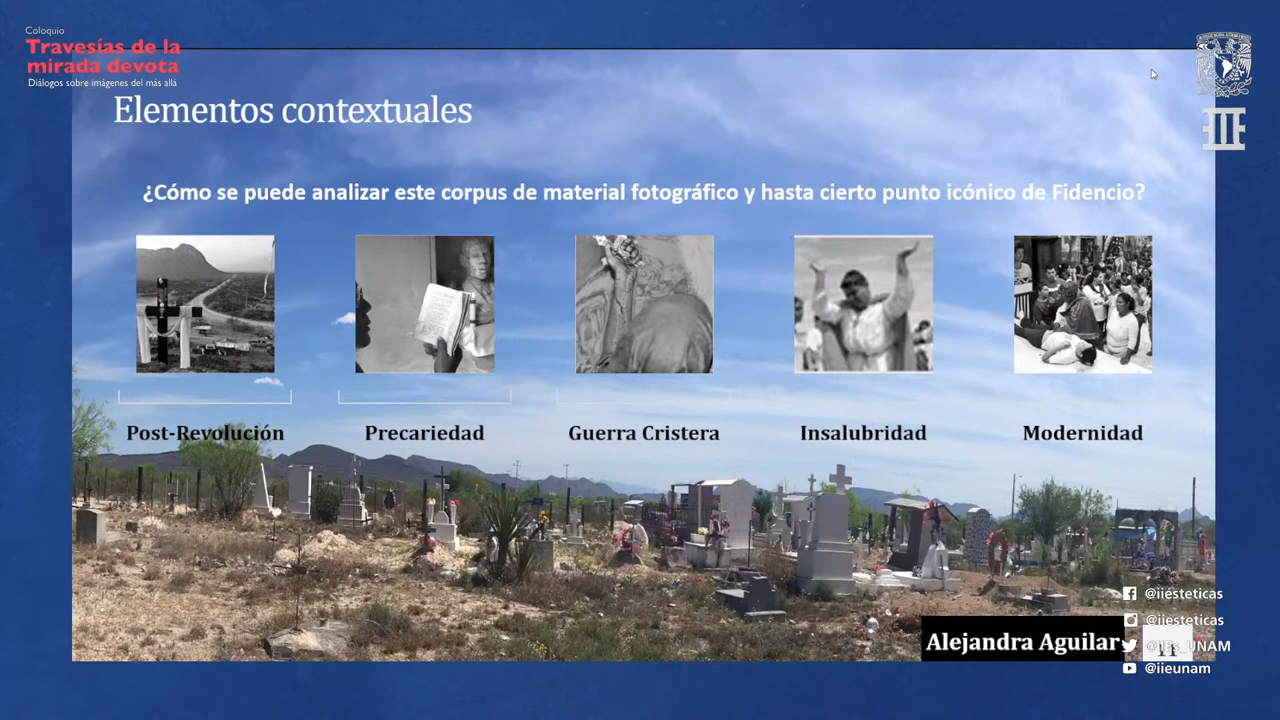 Coloquio
Travesías de la
mirada devota
Diálogos sobre imágenes del más allá
Elementos contextuales
¿Cómo se puede analizar este corpus de material fotográfico y hasta cierto punto icónico de Fidencio?
Post-Revolución
Precariedad
Guerra Cristera
Insalubridad
Modernidad
Alejandra Aguilar
11
@iiesteticas
@iiesteticas
@IEs_UNAM
@iieunam